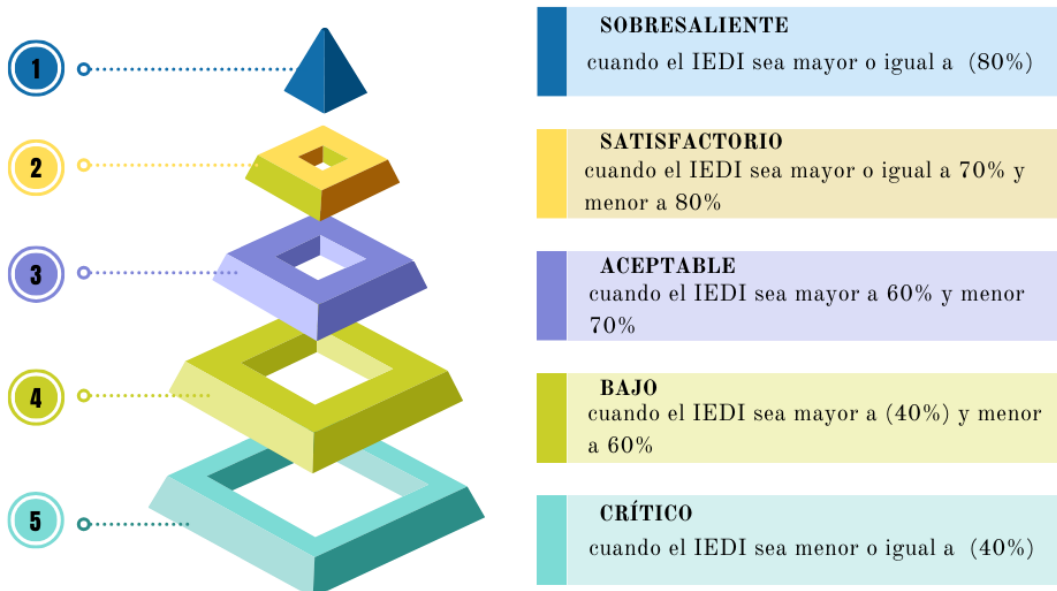 1
SOBRESALIENTE
cuando el IEDI sea mayor o igual a (80%)
2
SATISFACTORIO
cuando el IEDI sea mayor o igual a 70% y
menor a 80%
3
ACEPTABLE
cuando el IEDI sea mayor a 60% y menor
70%
4
BAJO
cuando el IEDI sea mayor a (40%) y menor
a 60%
5
CRÍTICO
cuando el IEDI sea menor o igual a (40%)